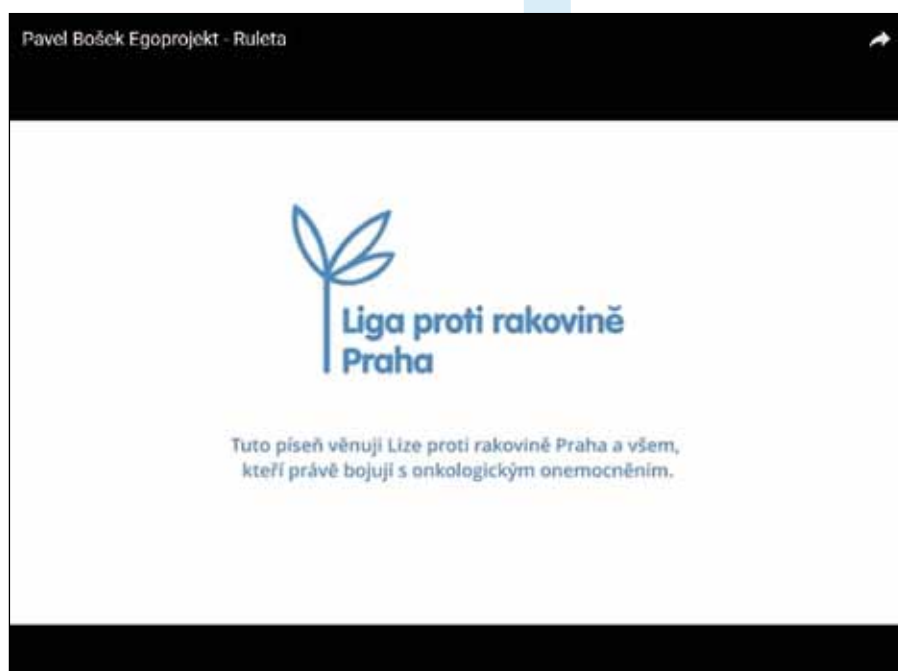 Pavel Bošek Egoprojekt - Ruleta
Liga proti rakovině
Praha
Tuto píseň věnuji Lize proti rakovině Praha a všem,
kteří právě bojují s onkologickým onemocněním.